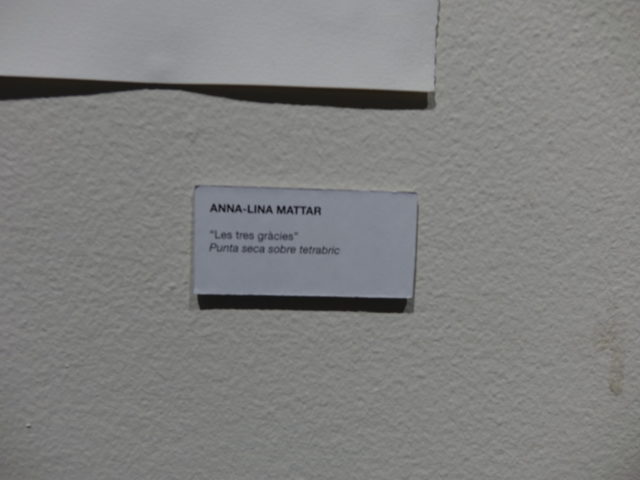 ANNA-LINA MATTAR
"Les tres gràcies"
Punta seca sobre tetrabric